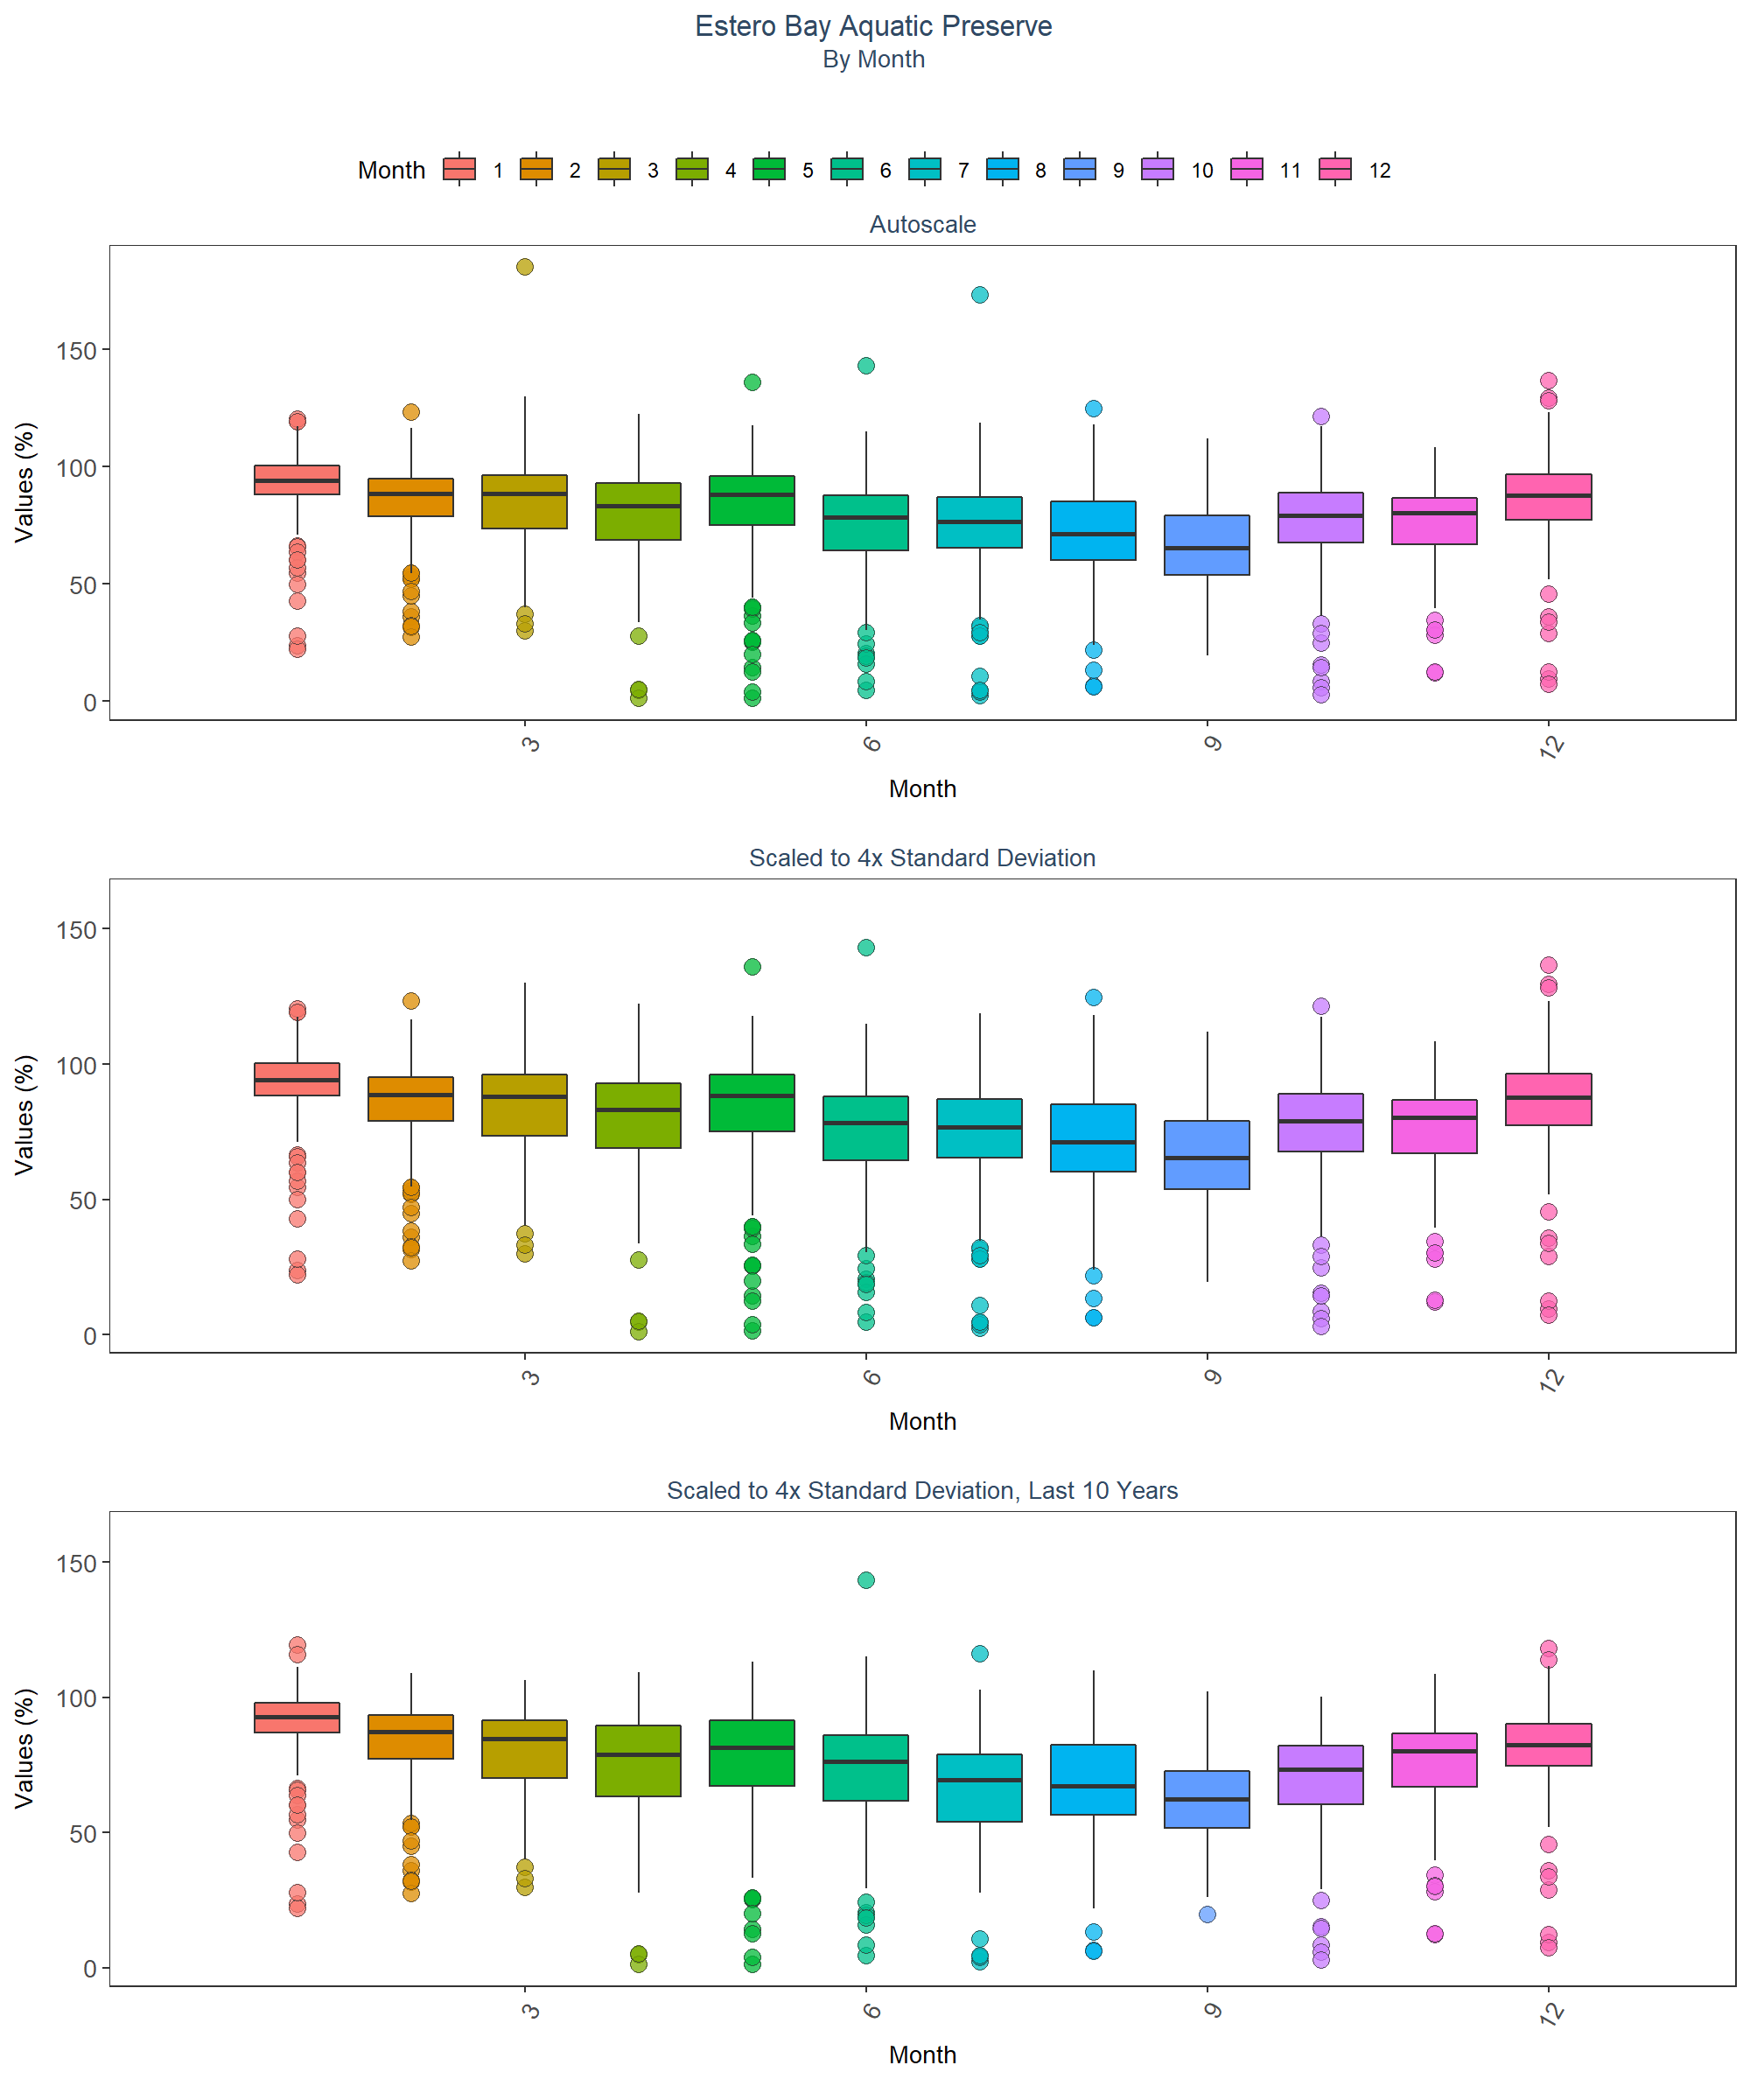 Estero Bay Aquatic Preserve
By Month
Month 1 2 3 4 5 6 7 8 9 10 11 12
Autoscale
Values (%)
150
100
50
0
3 6 9 12
Month
Scaled to 4x Standard Deviation
Values (%)
150
100
50
0
3 6 9 12
Month
Scaled to 4x Standard Deviation, Last 10 Years
Values (%)
150
100
50
0
3 6 9 12
Month